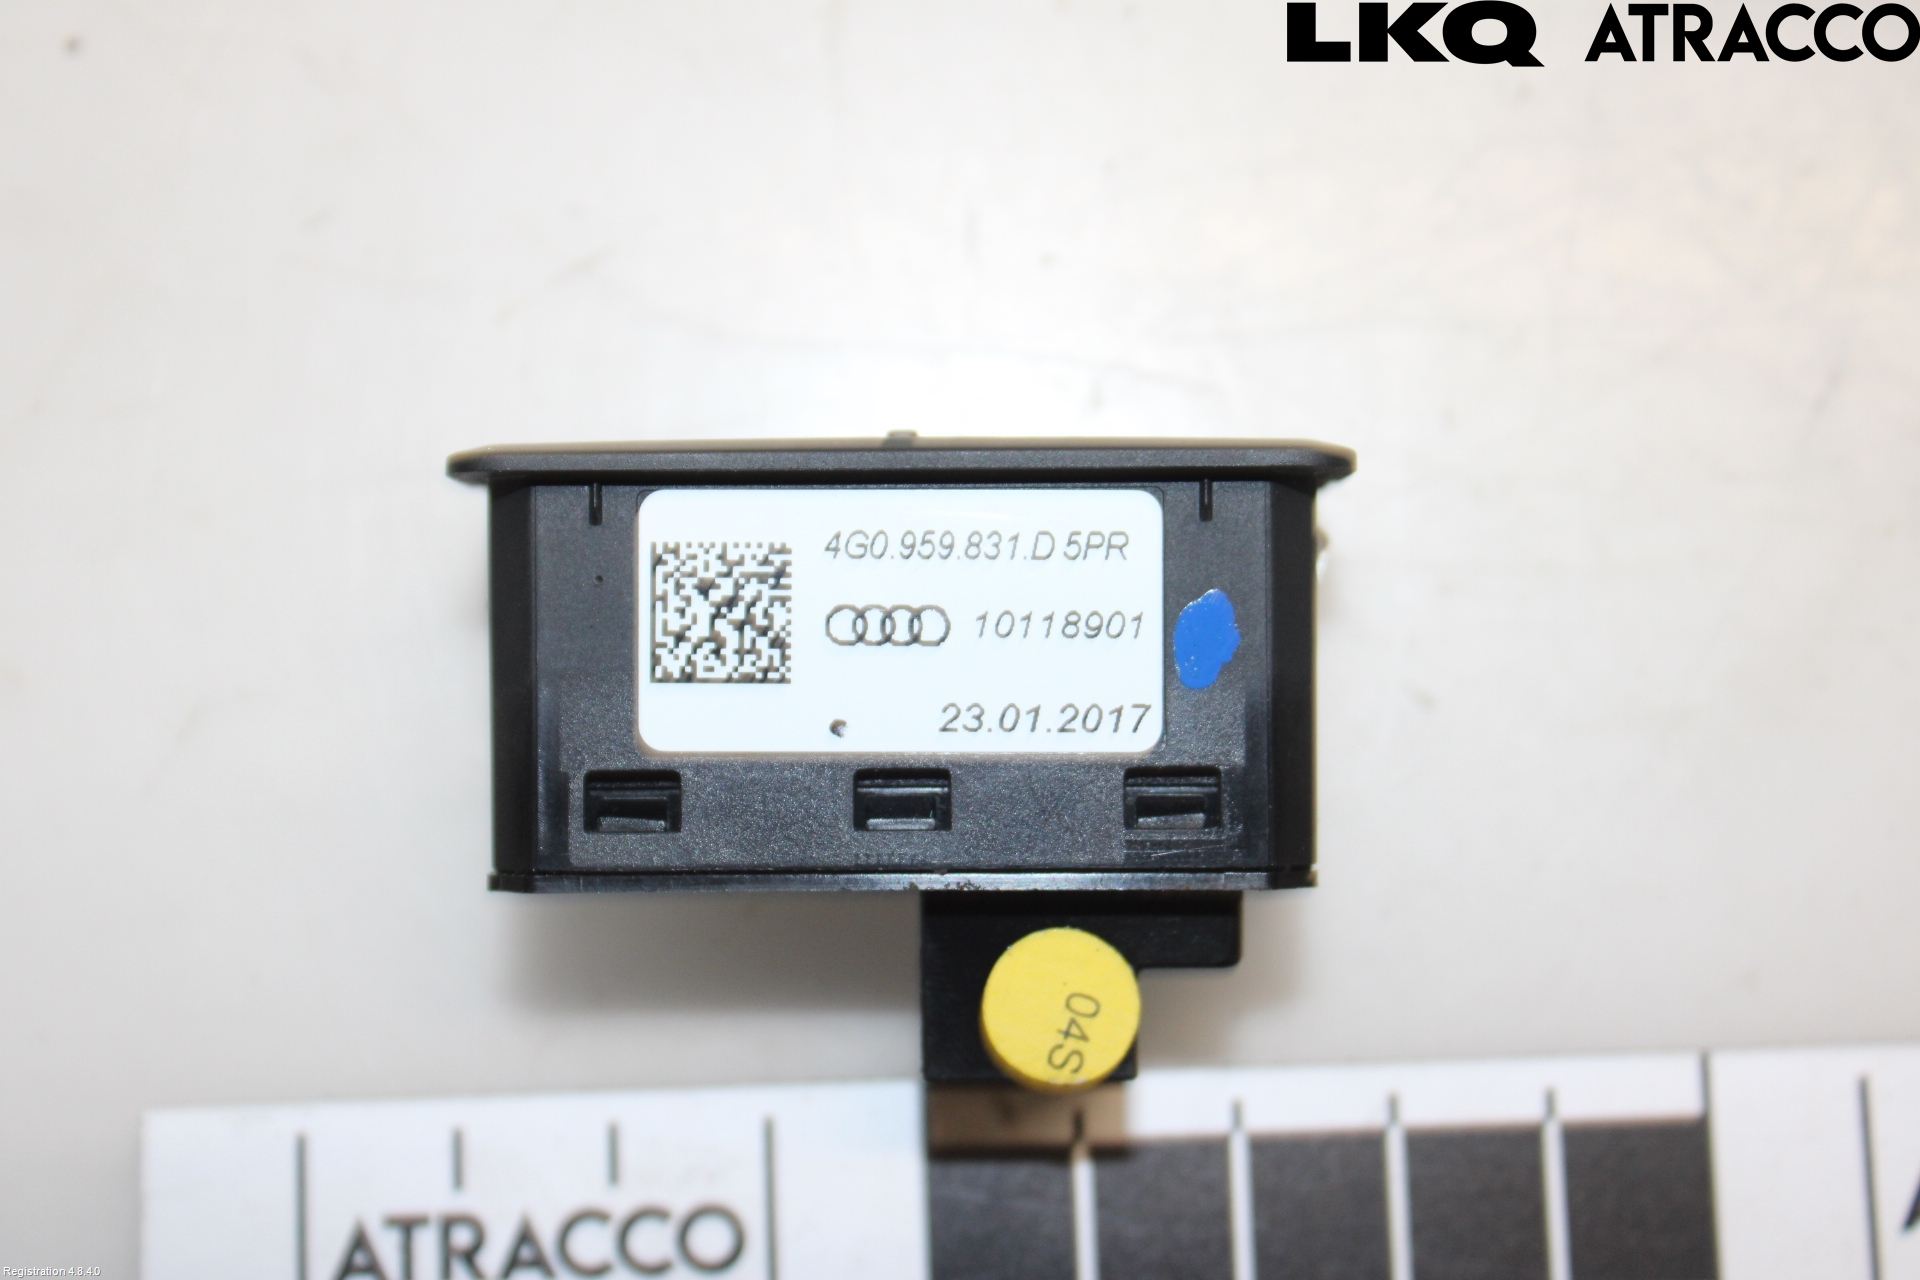 LKQ ATRACCO
4G0.959.831.D 5PR
10118901
23.01.2017
04S
ATRACCO
Registration 4.8.4.0